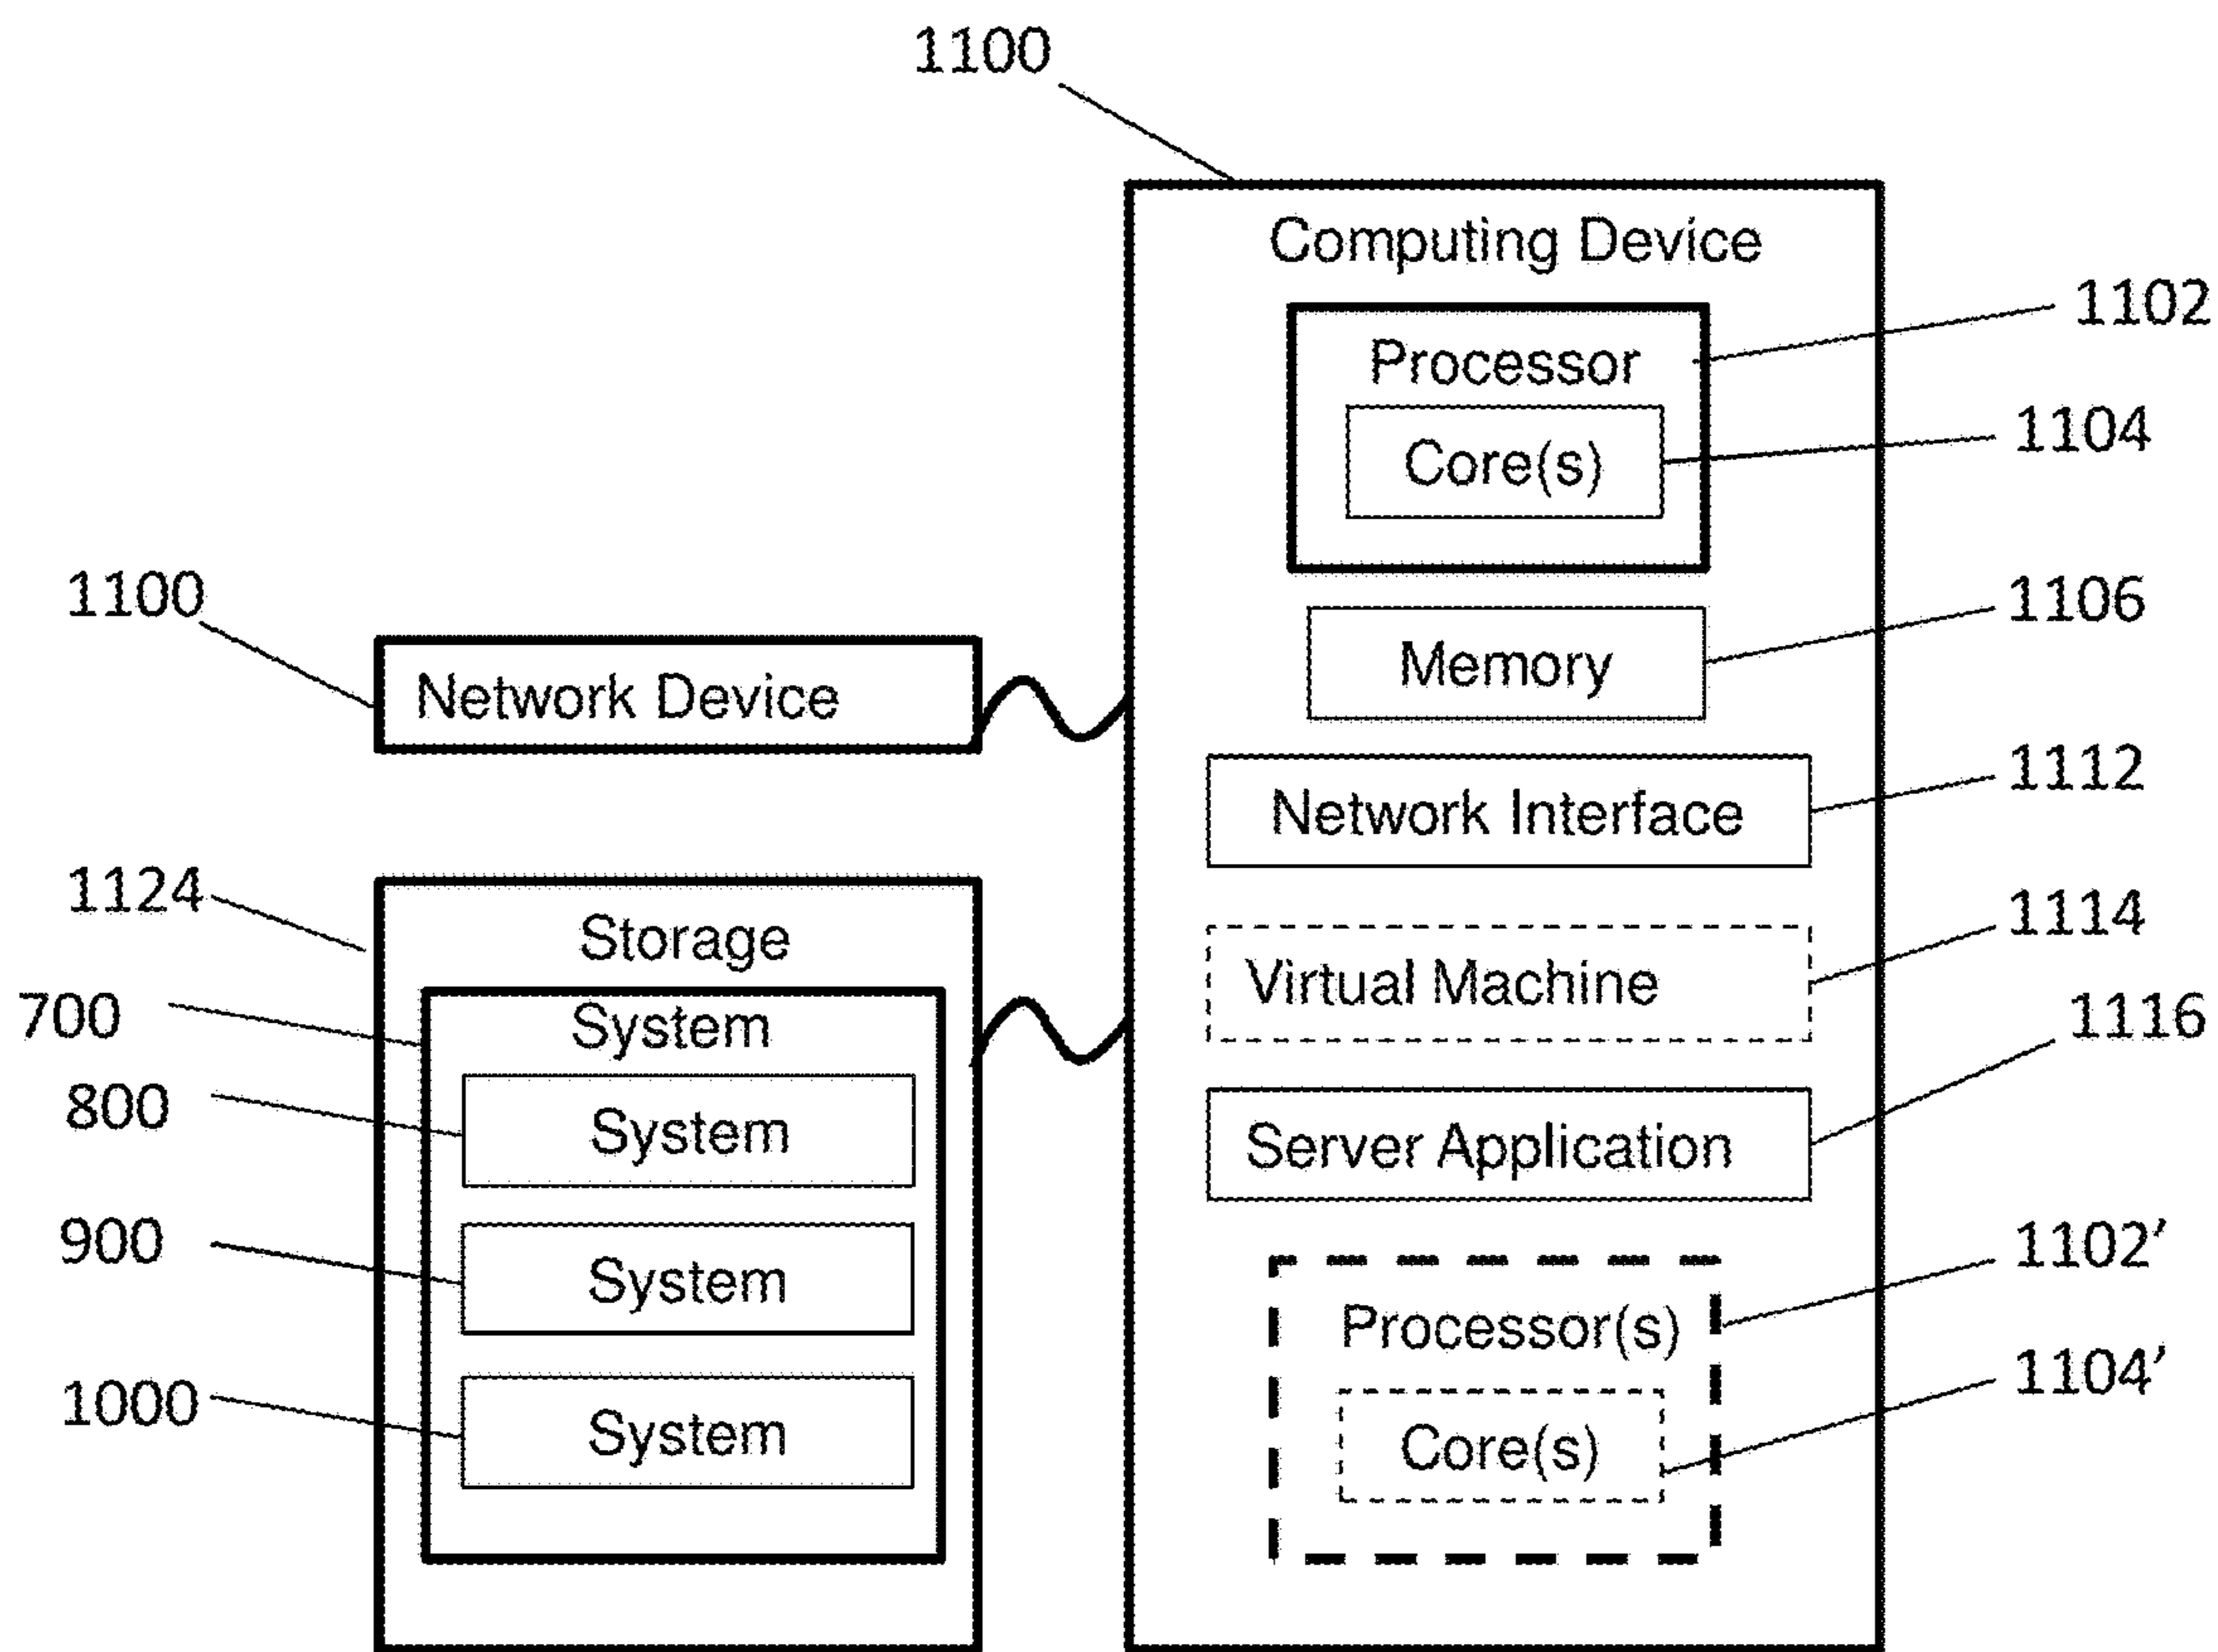 1100
Computing Device
1102
Processor
1104
Core(s)
1100
1106
Network Device
Memory
1112
Network Interface
1124
Storage
1114
Virtual Machine
700
System
1116
800
System
Server Application
900
System
1102’
Processor(s)
1000
System
1104’
Core(s)